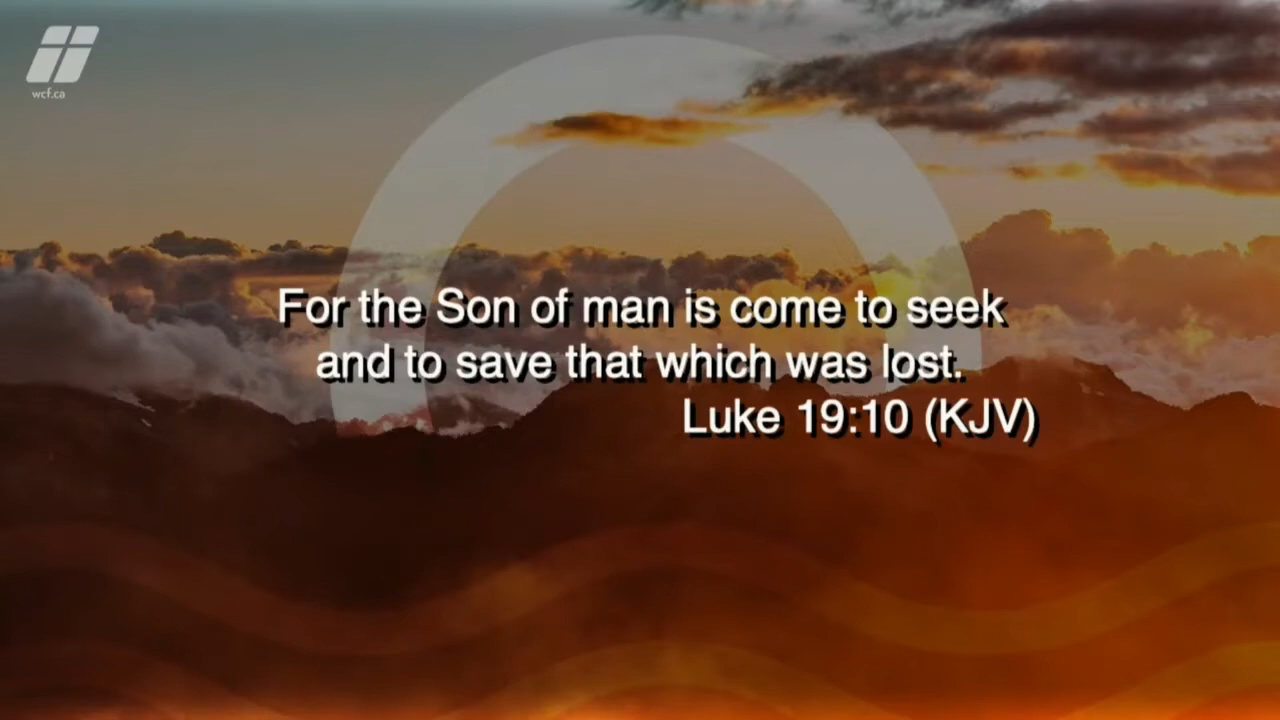 wcf.ca
For the Son of man is come to seek
and to save that which was lost.
Luke 19:10 (KJV)